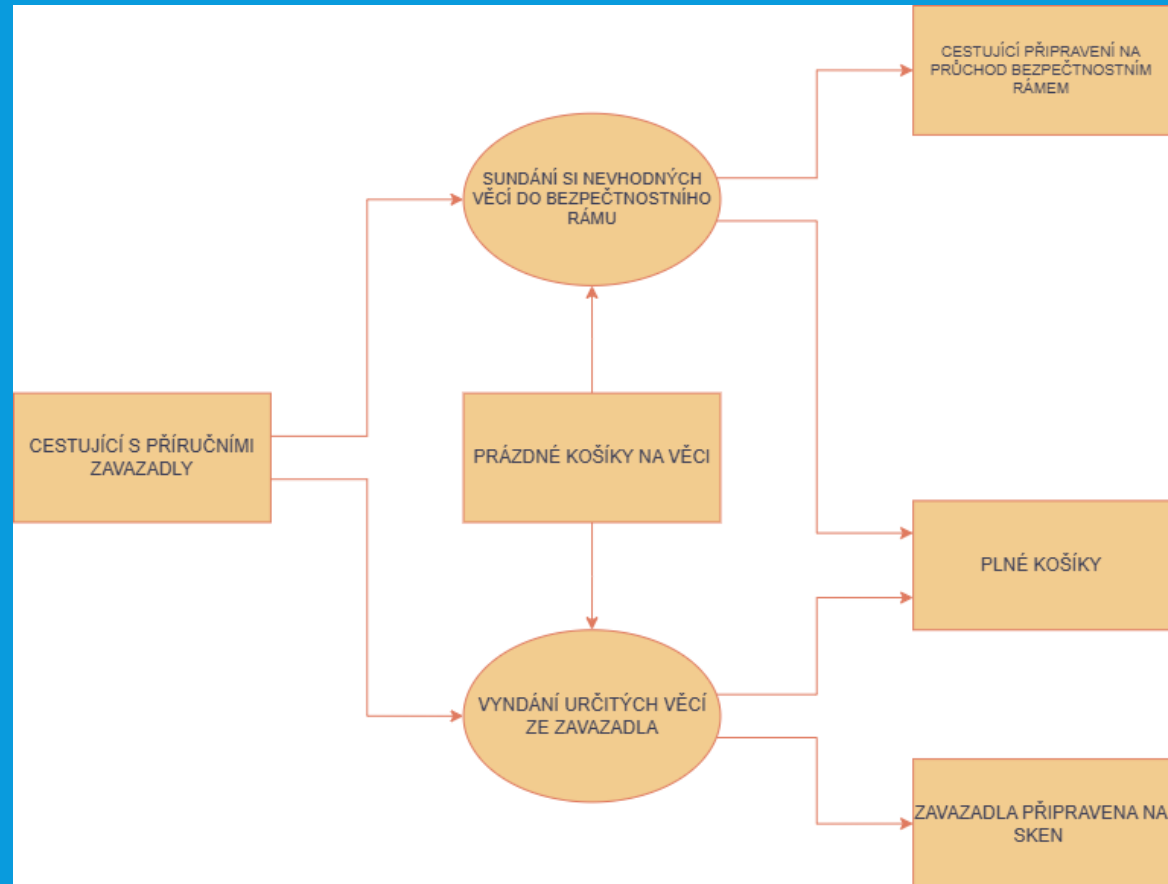 CESTUJÍCÍ PŘIPRAVENÍ NA
PRŮCHOD BEZPEČTNOSTNÍM
RÁMEM
SUNDÁNÍ SI NEVHODNÝCH
VĚCÍ DO BEZPEČTNOSTNÍHO
RÁMU
CESTUJÍCÍ S PŘÍRUČNÍMI
ZAVAZADLY
PRÁZDNÉ KOŠÍKY NA VĚCI
PLNÉ KOŠÍKY
VYNDÁNÍ URČITÝCH VĚCÍ
ZE ZAVAZADLA
ZAVAZADLA PŘIPRAVENA NA
SKEN